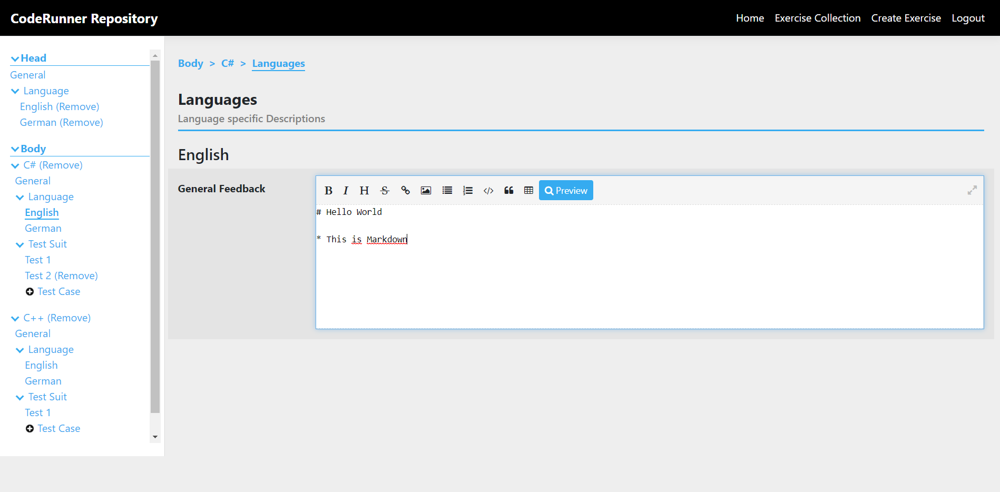 CodeRunner Repository
Home Exercise Collection Create Exercise Logout
Head
General
Language
English (Remove)
German (Remove)
Body
C# (Remove)
General
Language
English
German
Test Suit
Test 1
Test 2 (Remove)
Test Case
C++ (Remove)
General
Language
English
German
Test Suit
Test 1
Test Case
Body > C# > Languages
Languages
Language specific Descriptions
English
General Feedback
B I H S Preview
# Hello World
* This is Markdown